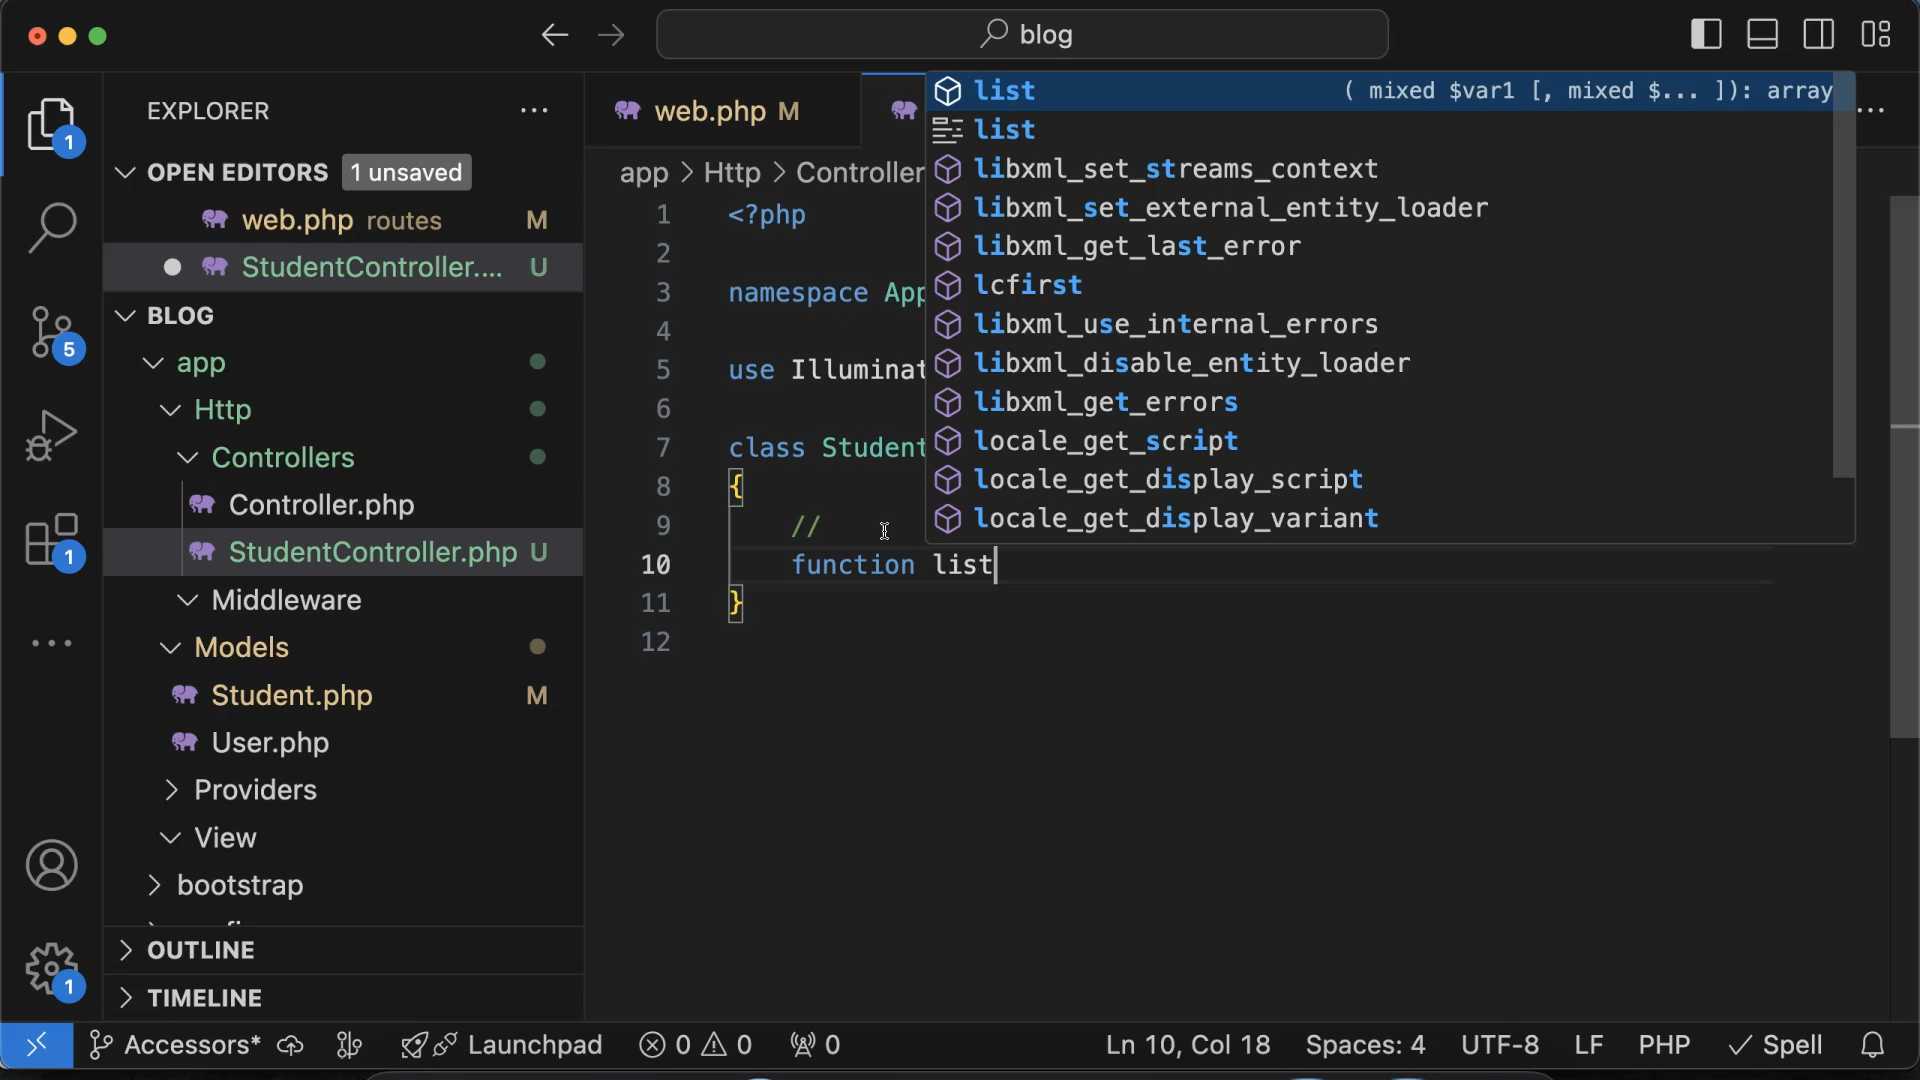 blog
EXPLORER
OPEN EDITORS 1 unsaved
web.php routes M
StudentController.... U
BLOG
app
Http
Controllers
Controller.php
StudentController.php U
Middleware
Models
Student.php M
User.php
Providers
View
bootstrap
OUTLINE
TIMELINE
1
5
1
1
web.php M
app > Http > Controller
1 <?php
2
3 namespace App
4
5 use Illuminat
6
7 class Student
8 {
9 //
10 function list
11 }
12
list ( mixed $var1 [, mixed $... ]): array
list
libxml_set_streams_context
libxml_set_external_entity_loader
libxml_get_last_error
lcfirst
libxml_use_internal_errors
libxml_disable_entity_loader
libxml_get_errors
locale_get_script
locale_get_display_script
locale_get_display_variant
Accessors* Launchpad 0 0 0 Ln 10, Col 18 Spaces: 4 UTF-8 LF PHP Spell